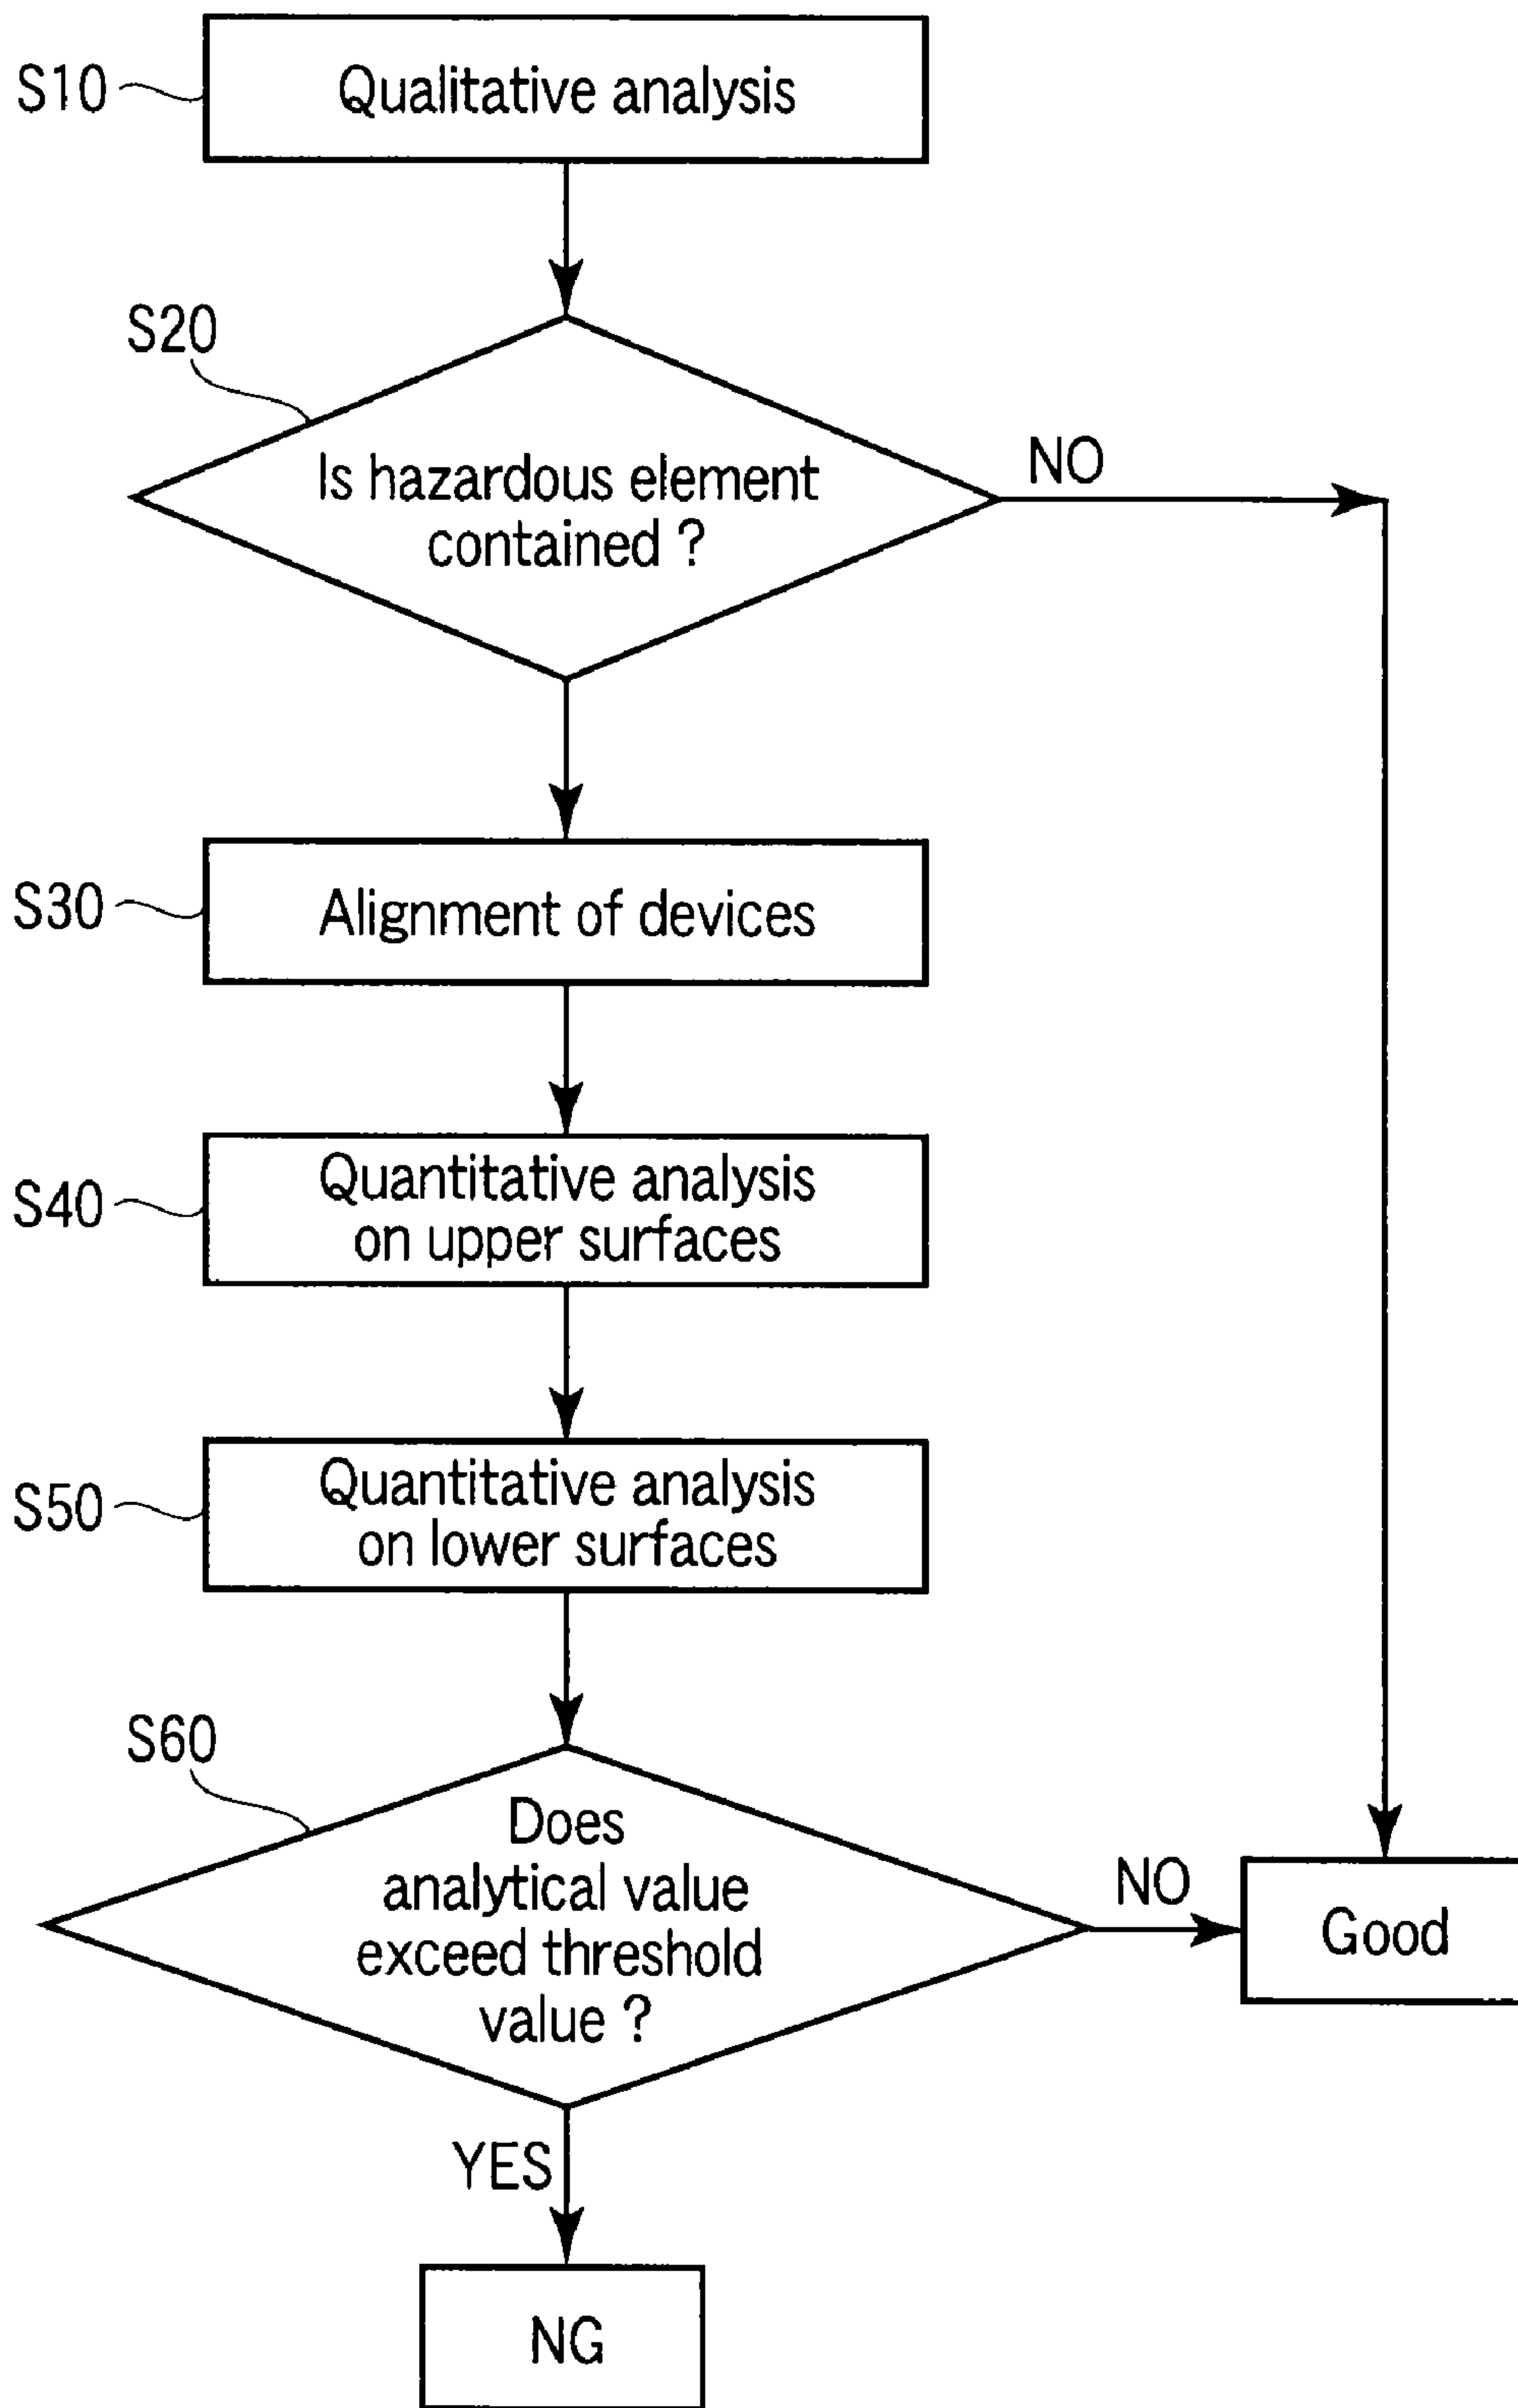 S10
Qualitative analysis
S20
Is hazardous element
contained ?
NO
S30
Alignment of devices
S40
Quantitative analysis
on upper surfaces
S50
Quantitative analysis
on lower surfaces
S60
Does
analytical value
exceed threshold
value ?
NO
Good
YES
NG